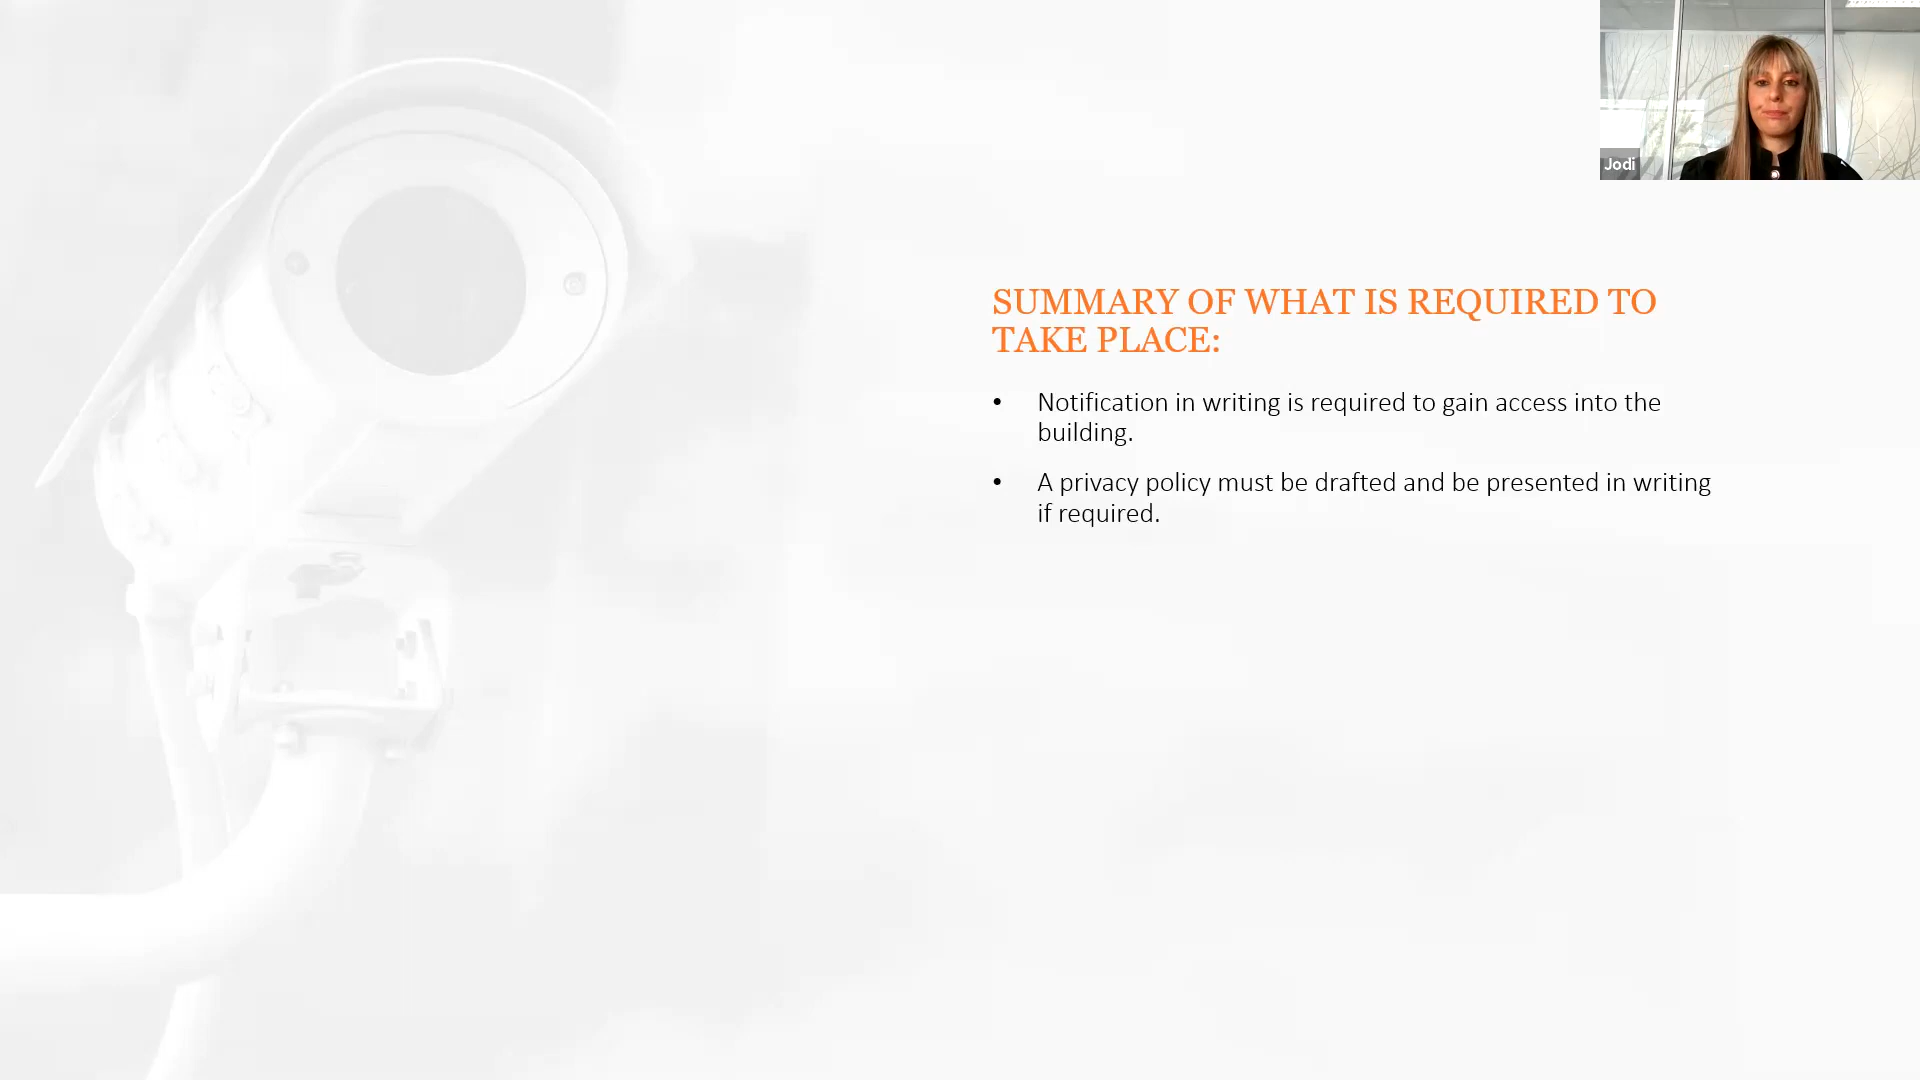 Jodi
SUMMARY OF WHAT IS REQUIRED TO
TAKE PLACE:
• Notification in writing is required to gain access into the
building.
• A privacy policy must be drafted and be presented in writing
if required.